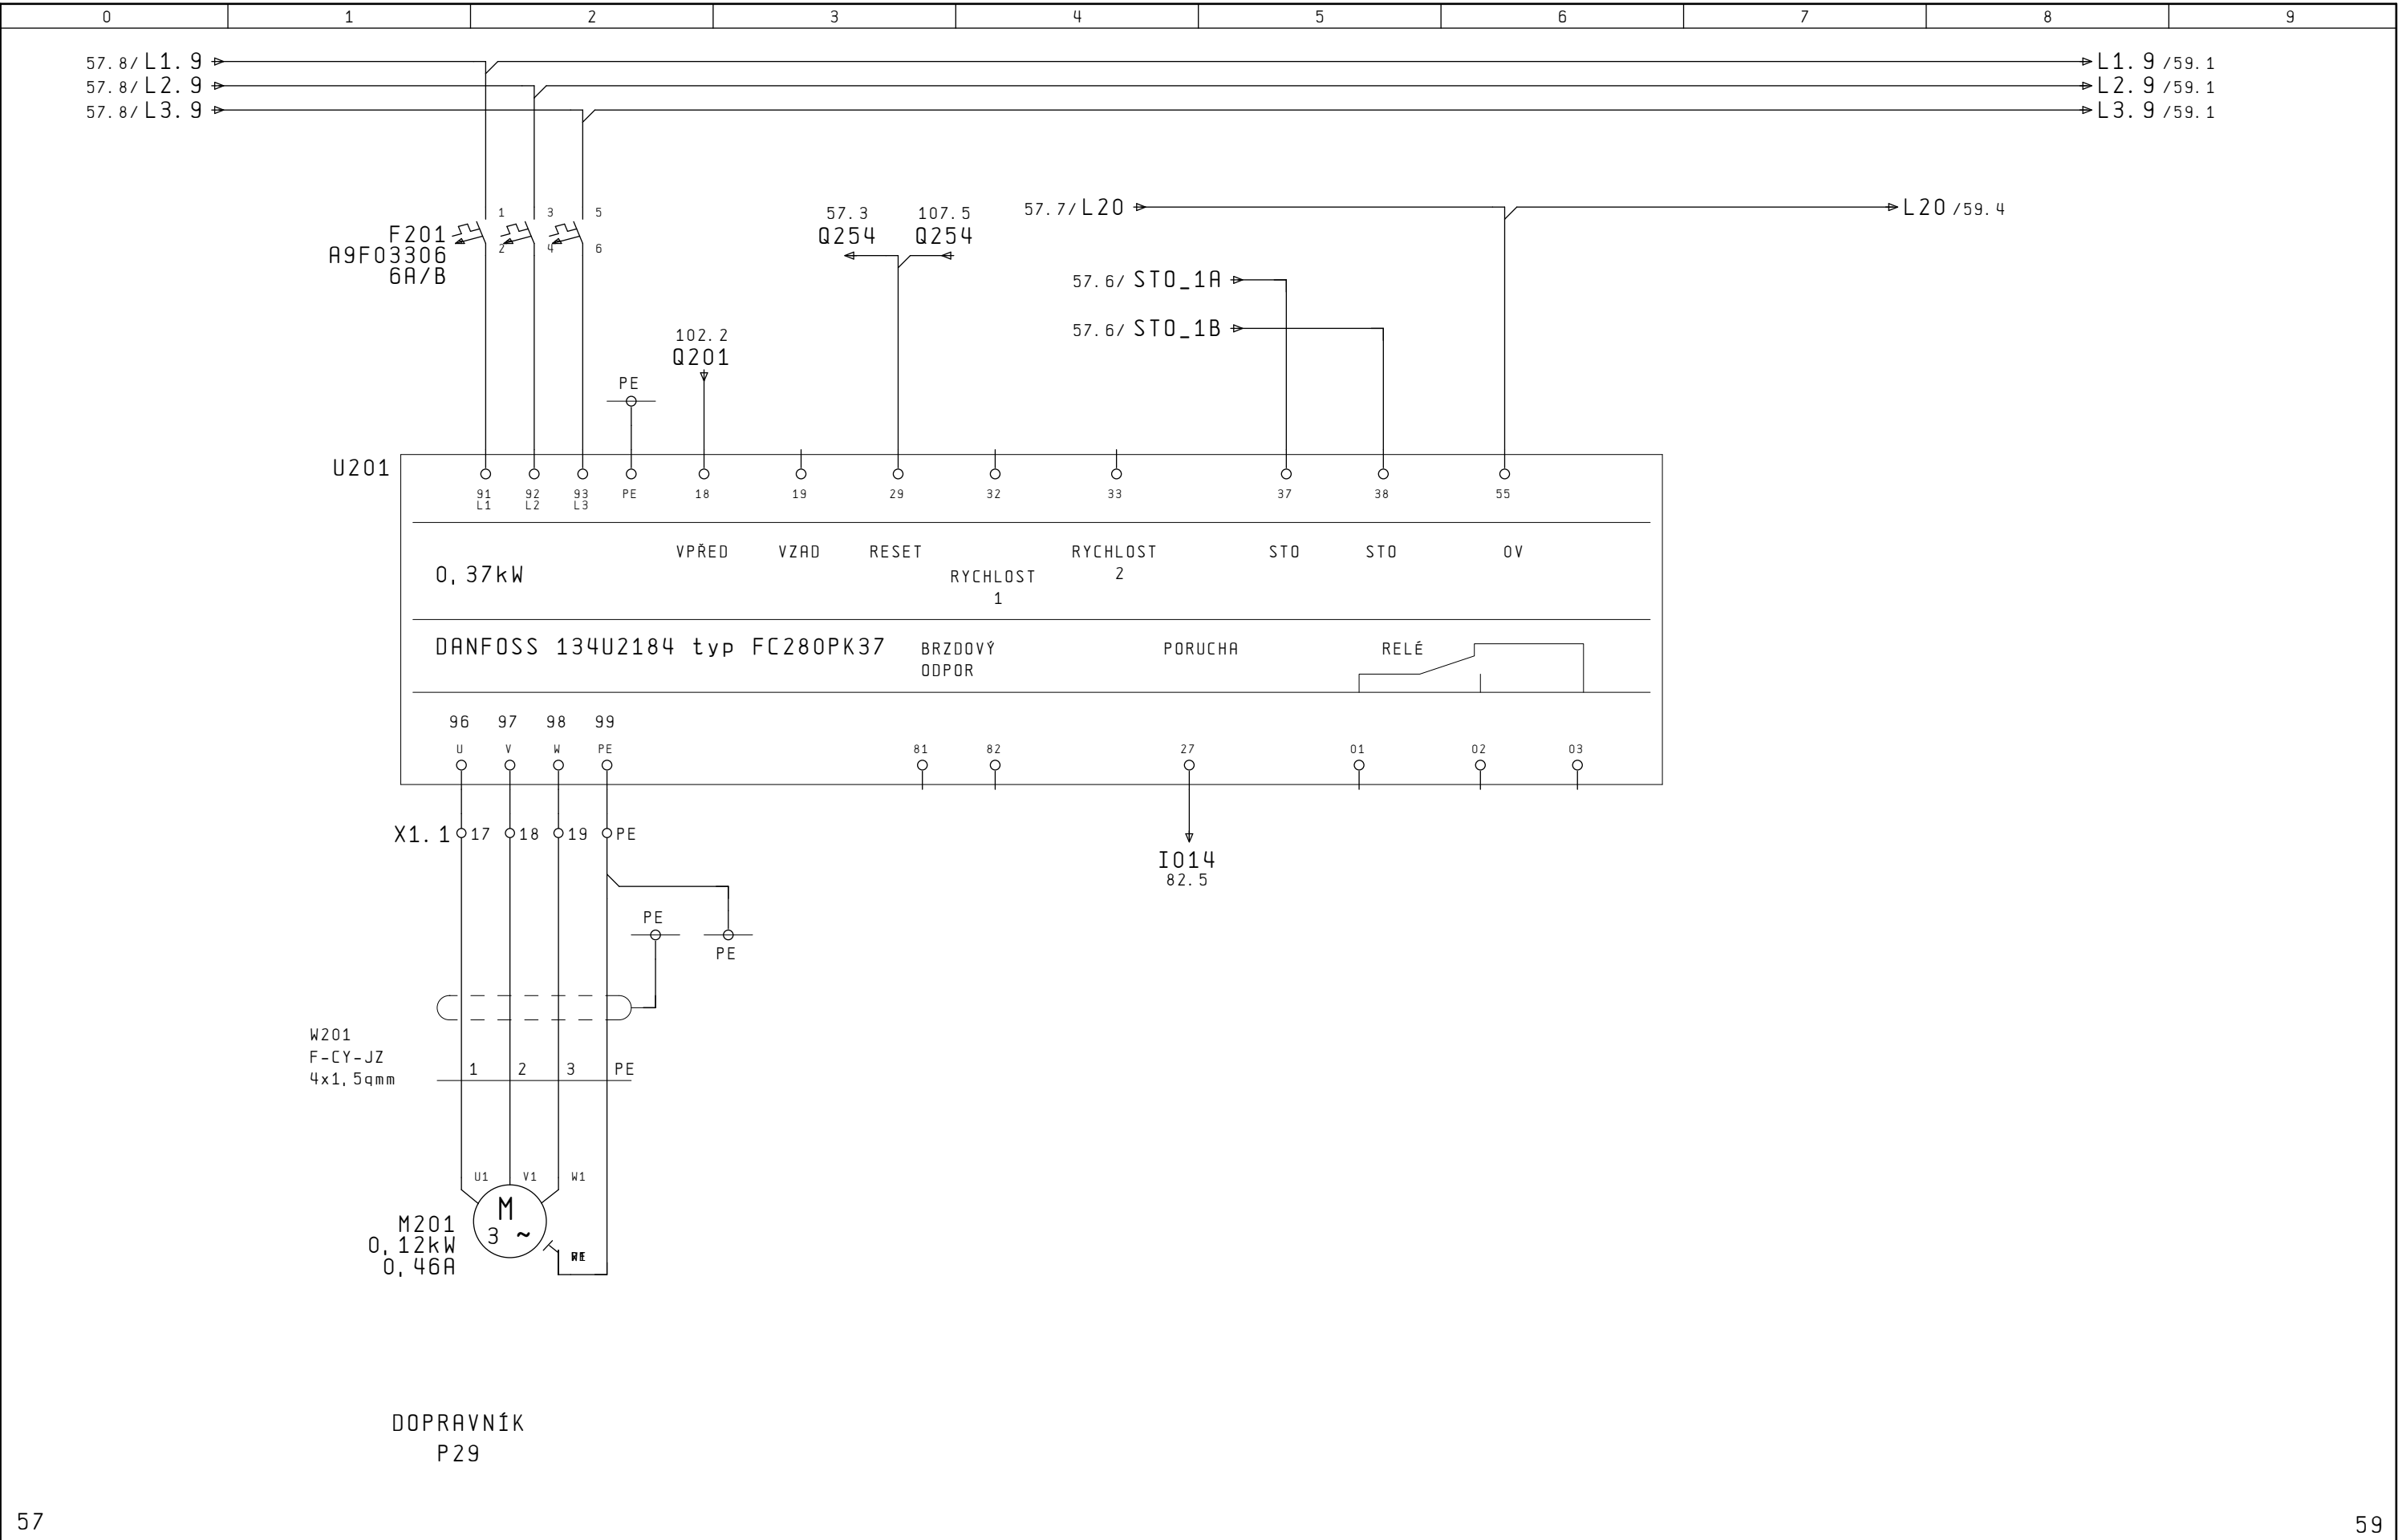 0 1 2 3 4 5 6 7 8 9
57.8/L1.9 L1.9/59.1
57.8/L2.9 L2.9/59.1
57.8/L3.9 L3.9/59.1
57.3 107.5 57.7/L20 L20/59.4
Q254 Q254
1 3 5
F201 2 4 6
A9F03306
6A/B
57.6/STO_1A
57.6/STO_1B
102.2
Q201
PE
U201
91 92 93 PE 18 19 29 32 33 37 38 55
L1 L2 L3
VPŘED VZAD RESET RYCHLOST STO STO 0V
0,37kW RYCHLOST 2
1
DANFOSS 134U2184 typ FC280PK37 BRZDOVÝ PORUCHA RELÉ
ODPOR
96 97 98 99
U V W PE 81 82 27 01 02 03
X1.1 17 18 19 PE
I014
82.5
PE
PE
W201
F-CY-JZ
4x1,5qmm
1 2 3 PE
U1 V1 W1
M
3 ~
M201
0,12kW
0,46A
DOPRAVNÍK
P29
57 59